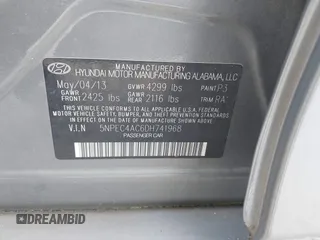 MANUFACTURED BY
HYUNDAI MOTOR MANUFACTURING ALABAMA, LLC
May/04/13 GVWR 4299 lbs PAINT P3
GAWR FRONT 2425 lbs GAWR REAR 2116 lbs TRIM RA
THIS VEHICLE CONFORMS TO ALL APPLICABLE
FEDERAL MOTOR VEHICLE SAFETY, BUMPER, AND THEFT
PREVENTION STANDARDS IN EFFECT ON THE DATE OF
MANUFACTURE SHOWN ABOVE.
V.I.N 5NPEC4AC6DH741968
PASSENGER CAR
DREAMBID